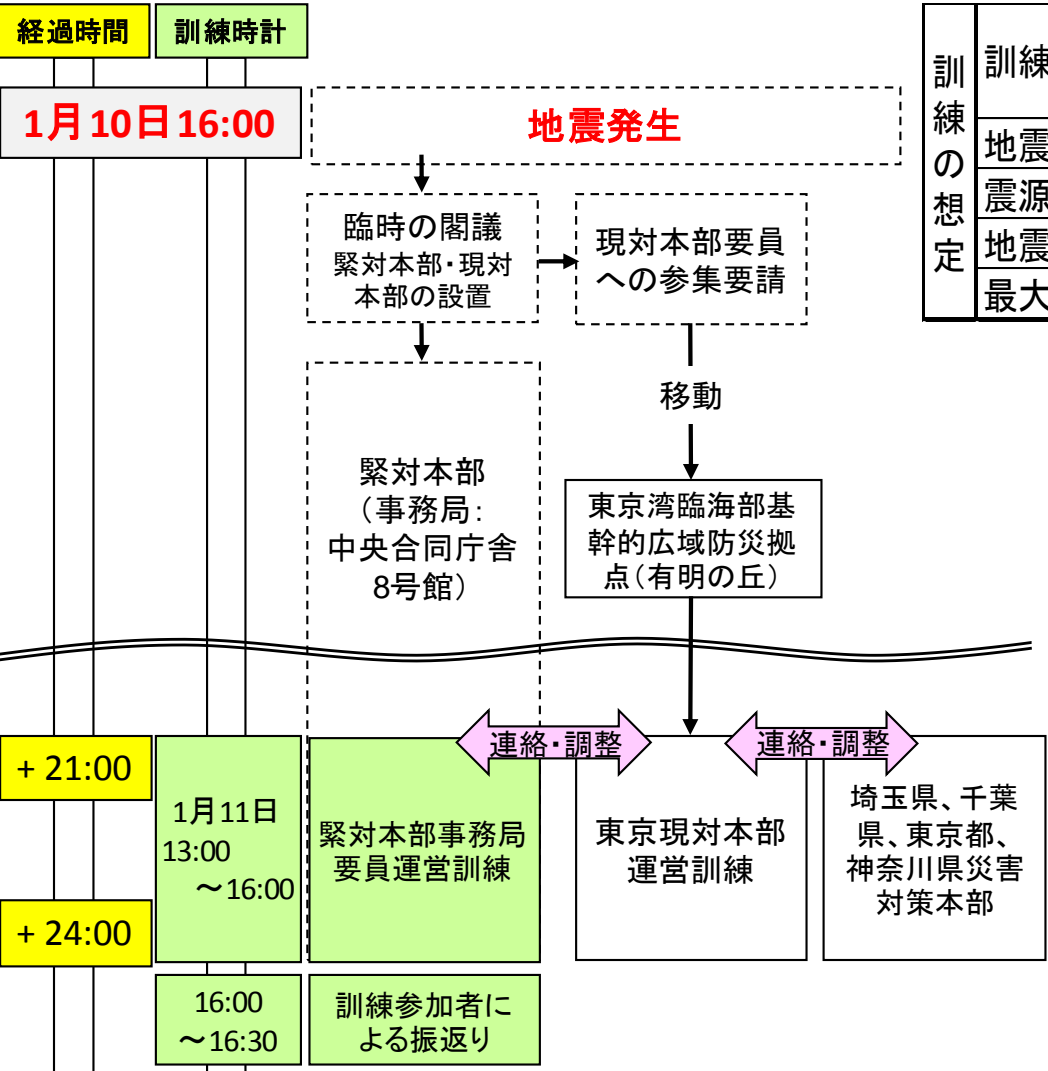 経過時間
訓練時計
1月10日16:00
地震発生
訓練の想定
訓練
地震
震源
地震
最大
臨時の閣議
緊対本部・現対
本部の設置
現対本部要員
への参集要請
移動
緊対本部
（事務局：
中央合同庁舎
8号館）
東京湾臨海部基
幹的広域防災拠
点（有明の丘）
連絡・調整
連絡・調整
+ 21:00
1月11日
13:00
～16:00
+ 24:00
緊対本部事務局
要員運営訓練
東京現対本部
運営訓練
埼玉県、千葉
県、東京都、
神奈川県災害
対策本部
16:00
～16:30
訓練参加者に
よる振返り